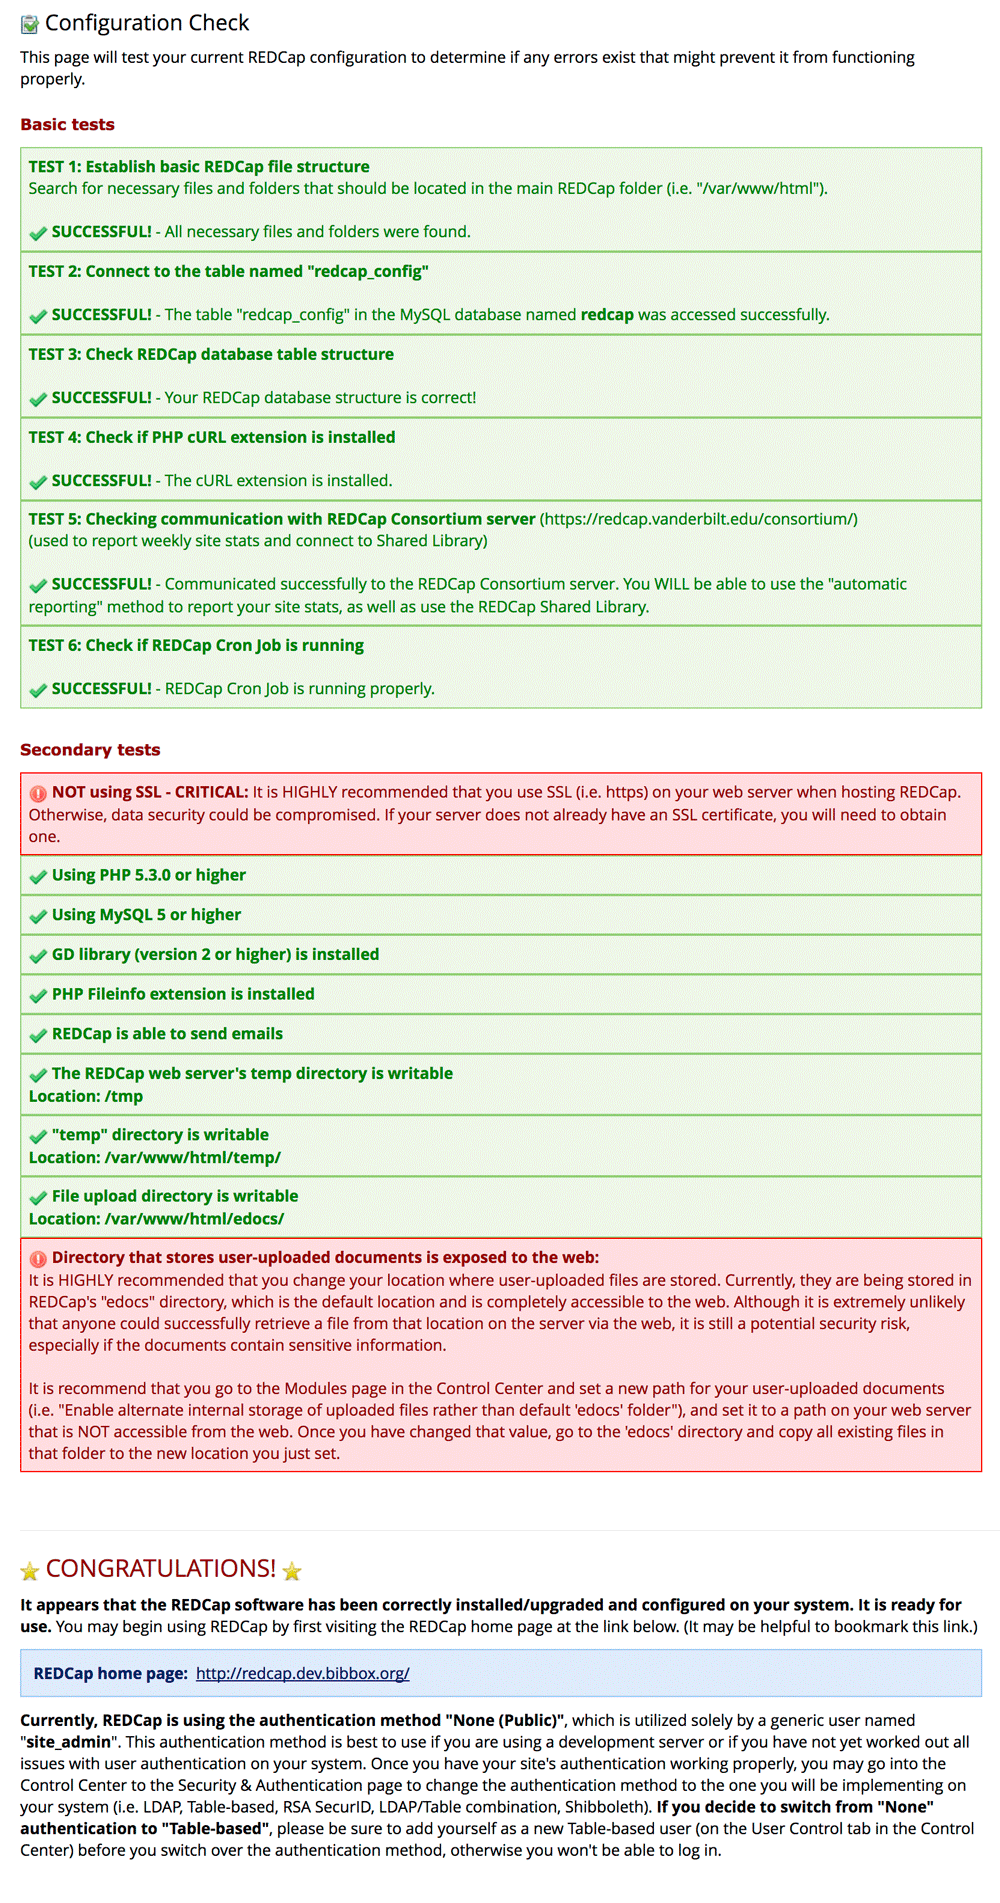 Configuration Check
This page will test your current REDCap configuration to determine if any errors exist that might prevent it from functioning
properly.
Basic tests
TEST 1: Establish basic REDCap file structure
Search for necessary files and folders that should be located in the main REDCap folder (i.e. "/var/www/html").
SUCCESSFUL! - All necessary files and folders were found.
TEST 2: Connect to the table named "redcap_config"
SUCCESSFUL! - The table "redcap_config" in the MySQL database named redcap was accessed successfully.
TEST 3: Check REDCap database table structure
SUCCESSFUL! - Your REDCap database structure is correct!
TEST 4: Check if PHP cURL extension is installed
SUCCESSFUL! - The cURL extension is installed.
TEST 5: Checking communication with REDCap Consortium server (https://redcap.vanderbilt.edu/consortium/)
(used to report weekly site stats and connect to Shared Library)
SUCCESSFUL! - Communicated successfully to the REDCap Consortium server. You WILL be able to use the "automatic
reporting" method to report your site stats, as well as use the REDCap Shared Library.
TEST 6: Check if REDCap Cron Job is running
SUCCESSFUL! - REDCap Cron Job is running properly.
Secondary tests
NOT using SSL - CRITICAL: It is HIGHLY recommended that you use SSL (i.e. https) on your web server when hosting REDCap.
Otherwise, data security could be compromised. If your server does not already have an SSL certificate, you will need to obtain
one.
Using PHP 5.3.0 or higher
Using MySQL 5 or higher
GD library (version 2 or higher) is installed
PHP Fileinfo extension is installed
REDCap is able to send emails
The REDCap web server's temp directory is writable
Location: /tmp
"temp" directory is writable
Location: /var/www/html/temp/
File upload directory is writable
Location: /var/www/html/edocs/
Directory that stores user-uploaded documents is exposed to the web:
It is HIGHLY recommended that you change your location where user-uploaded files are stored. Currently, they are being stored in
REDCap's "edocs" directory, which is the default location and is completely accessible to the web. Although it is extremely unlikely
that anyone could successfully retrieve a file from that location on the server via the web, it is still a potential security risk,
especially if the documents contain sensitive information.
It is recommend that you go to the Modules page in the Control Center and set a new path for your user-uploaded documents
(i.e. "Enable alternate internal storage of uploaded files rather than default 'edocs' folder"), and set it to a path on your web server
that is NOT accessible from the web. Once you have changed that value, go to the 'edocs' directory and copy all existing files in
that folder to the new location you just set.
CONGRATULATIONS!
It appears that the REDCap software has been correctly installed/upgraded and configured on your system. It is ready for
use. You may begin using REDCap by first visiting the REDCap home page at the link below. (It may be helpful to bookmark this link.)
REDCap home page: http://redcap.dev.bibbox.org/
Currently, REDCap is using the authentication method "None (Public)", which is utilized solely by a generic user named
"site_admin". This authentication method is best to use if you are using a development server or if you have not yet worked out all
issues with user authentication on your system. Once you have your site's authentication working properly, you may go into the
Control Center to the Security & Authentication page to change the authentication method to the one you will be implementing on
your system (i.e. LDAP, Table-based, RSA SecurID, LDAP/Table combination, Shibboleth). If you decide to switch from "None"
authentication to "Table-based", please be sure to add yourself as a new Table-based user (on the User Control tab in the Control
Center) before you switch over the authentication method, otherwise you won't be able to log in.